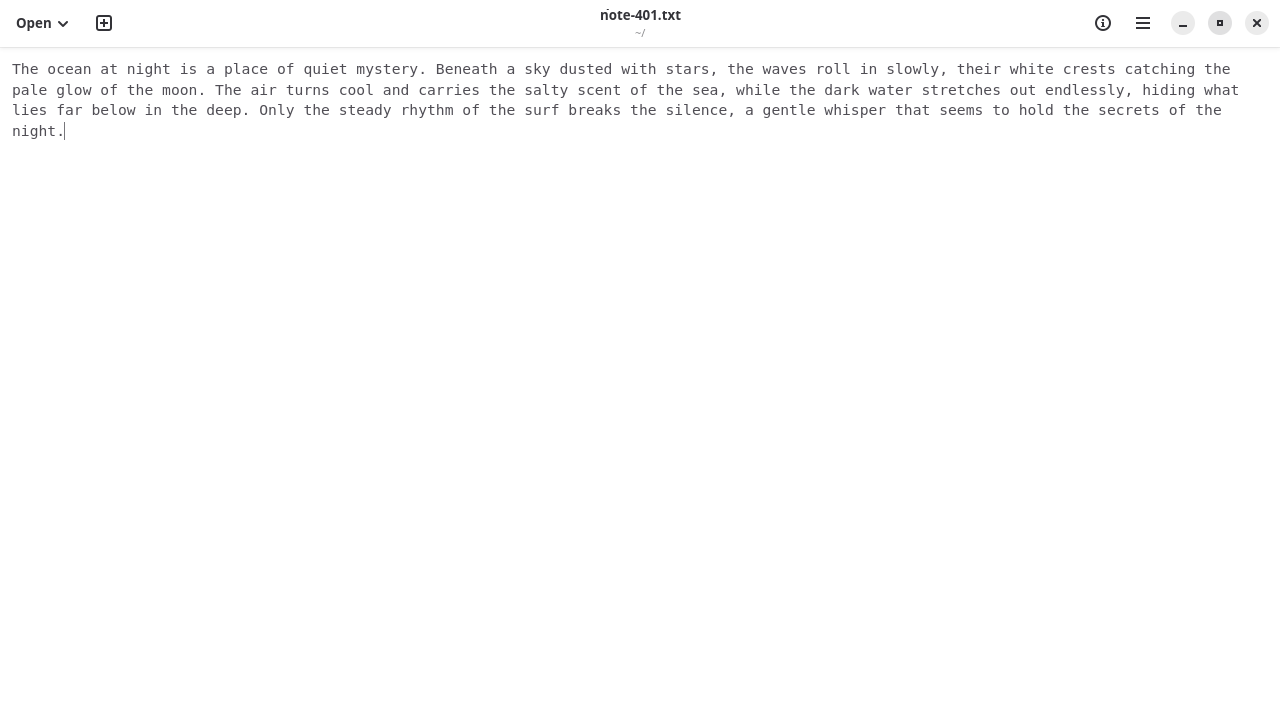 Open
note-401.txt
~/
The ocean at night is a place of quiet mystery. Beneath a sky dusted with stars, the waves roll in slowly, their white crests catching the
pale glow of the moon. The air turns cool and carries the salty scent of the sea, while the dark water stretches out endlessly, hiding what
lies far below in the deep. Only the steady rhythm of the surf breaks the silence, a gentle whisper that seems to hold the secrets of the
night.